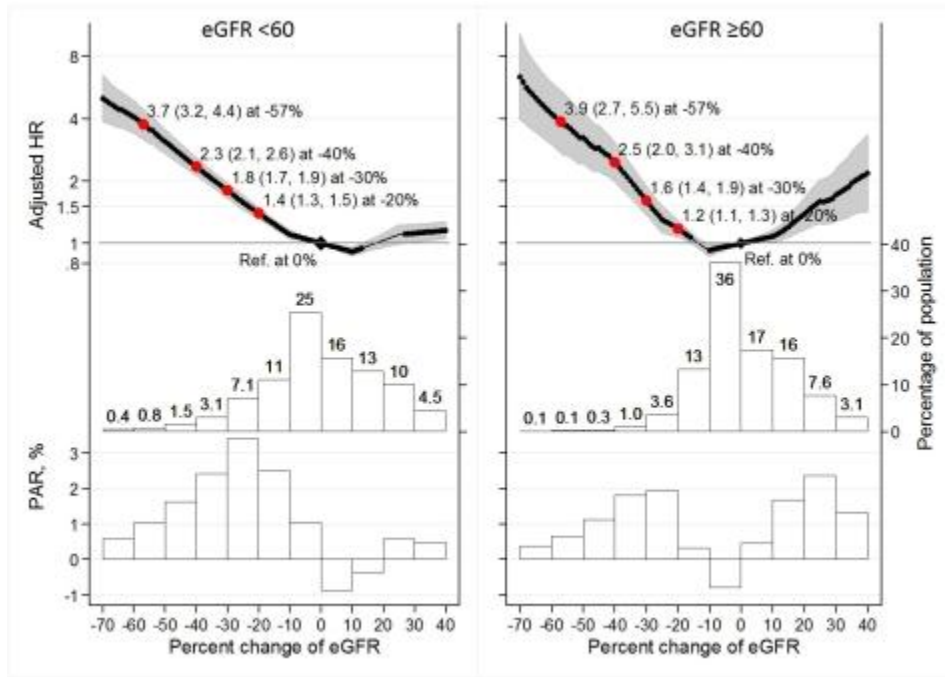 eGFR <60
eGFR ≥60
8
4
2
1.5
1
.8
Adjusted HR
3.7 (3.2, 4.4) at -57%
2.3 (2.1, 2.6) at -40%
1.8 (1.7, 1.9) at -30%
1.4 (1.3, 1.5) at -20%
Ref. at 0%
3.9 (2.7, 5.5) at -57%
2.5 (2.0, 3.1) at -40%
1.6 (1.4, 1.9) at -30%
1.2 (1.1, 1.3) at -20%
Ref. at 0%
0.4 0.8 1.5 3.1 7.1 11 25 16 13 10 4.5
0.1 0.1 0.3 1.0 3.6 13 36 17 16 7.6 3.1
40
30
20
10
0
Percentage of population
PAR, %
3
2
1
0
-1
-70 -60 -50 -40 -30 -20 -10 0 10 20 30 40
Percent change of eGFR
-70 -60 -50 -40 -30 -20 -10 0 10 20 30 40
Percent change of eGFR